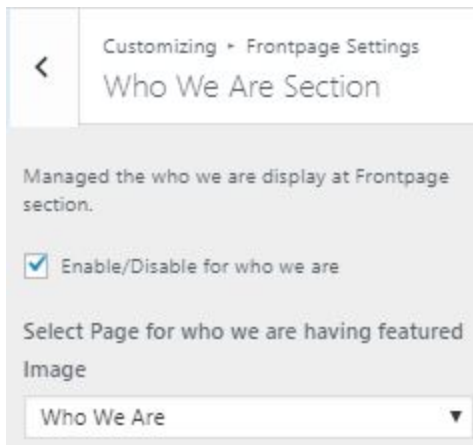 Customizing ▸ Frontpage Settings
Who We Are Section
Managed the who we are display at Frontpage
section.
Enable/Disable for who we are
Select Page for who we are having featured
Image
Who We Are